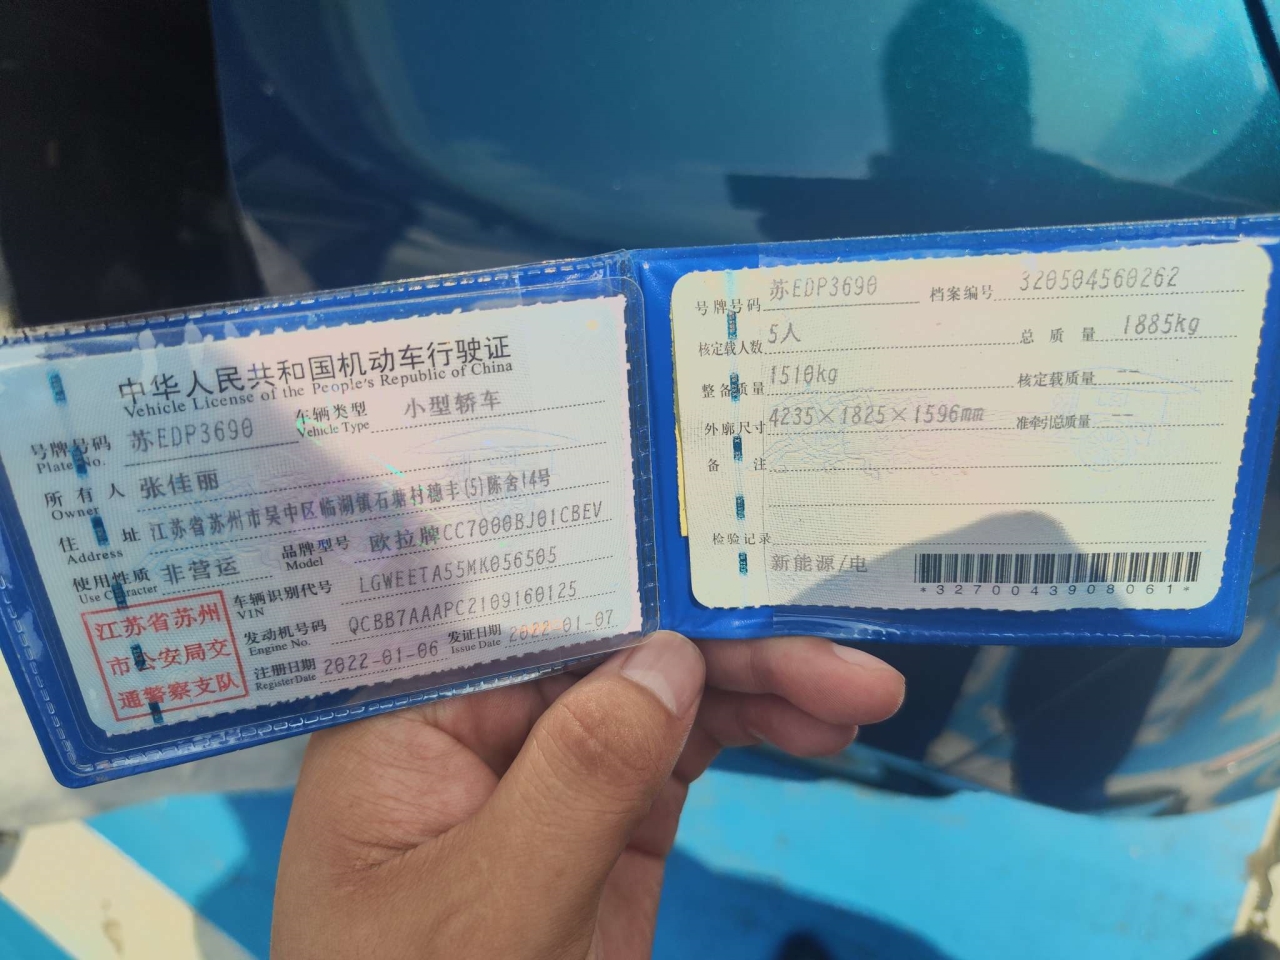 中华人民共和国机动车行驶证
Vehicle License of the People's Republic of China
号牌号码 苏EDP3690 车辆类型 小型轿车
Plate No. Vehicle Type
所有人 张佳丽
Owner
住址 江苏省苏州市吴中区临湖镇石塘村穗丰(5)陈舍14号
Address
使用性质 非营运 品牌型号 欧拉牌CC7000BJ01CBEV
Use Character Model
江苏省苏州
市公安局交
通警察支队
车辆识别代号 LGWEETA55MK056505
VIN
发动机号码 QCBB7AAAPC2109160125
Engine No.
注册日期 2022-01-06 发证日期 2022-01-07
Register Date Issue Date
号牌号码 苏EDP3690 档案编号 320504560262
核定载人数 5人 总质量 1885kg
整备质量 1510kg 核定载质量 --
外廓尺寸 4235×1825×1596mm 准牵引总质量 --
备注
检验记录
新能源/电
*3270043908061*